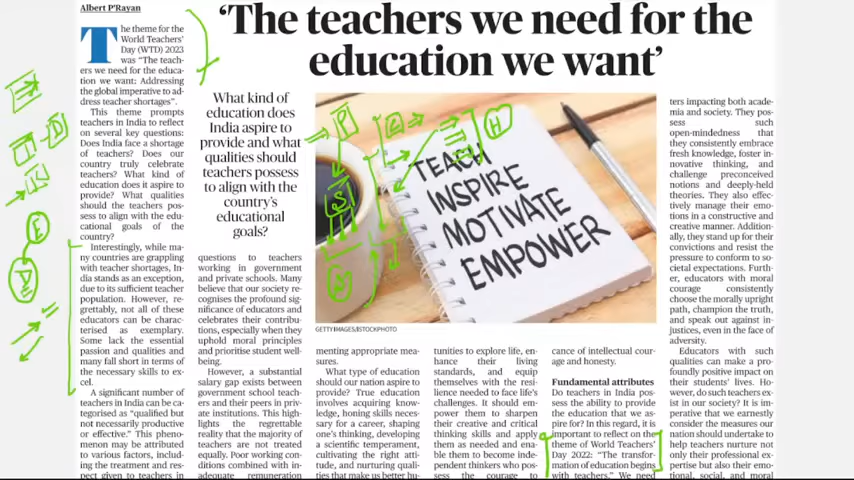 Albert P'Rayan
'The teachers we need for the
education we want'
The theme for the
World Teachers'
Day (WTD) 2023
was "The teach-
ers we need for the educa-
tion we want: Addressing
the global imperative to ad-
dress teacher shortages".
This theme prompts
teachers in India to reflect
on several key questions:
Does India face a shortage
of teachers? Does our
country truly celebrate
teachers? What kind of
education does it aspire to
provide? What qualities
should the teachers pos-
sess to align with the edu-
cational goals of the
country?
Interestingly, while ma-
ny countries are grappling
with teacher shortages, In-
dia stands as an exception,
due to its sufficient teacher
population. However, re-
grettably, not all of these
educators can be charac-
terised as exemplary.
Some lack the essential
passion and qualities and
many fall short in terms of
the necessary skills to ex-
cel.
A significant number of
teachers in India can be ca-
tegorised as "qualified but
not necessarily productive
or effective." This pheno-
menon may be attributed
to various factors, includ-
ing the treatment and res-
pect given to teachers in
What kind of
education does
India aspire to
provide and what
qualities should
teachers possess
to align with the
country's
educational
goals?
questions to teachers
working in government
and private schools. Many
believe that our society re-
cognises the profound sig-
nificance of educators and
celebrates their contribu-
tions, especially when they
uphold moral principles
and prioritise student well-
being.
However, a substantial
salary gap exists between
government school teach-
ers and their peers in pri-
vate institutions. This high-
lights the regrettable
reality that the majority of
teachers are not treated
equally. Poor working con-
ditions combined with in-
adequate remuneration
P
S
A
H
D
E
TEACH
INSPIRE
MOTIVATE
EMPOWER
GETTY IMAGES/ISTOCKPHOTO
menting appropriate mea-
sures.
What type of education
should our nation aspire to
provide? True education
involves acquiring know-
ledge, honing skills neces-
sary for a career, shaping
one's thinking, developing
a scientific temperament,
cultivating the right atti-
tude, and nurturing quali-
ties that make us better hu-
tunities to explore life, en-
hance their living
standards, and equip
themselves with the resi-
lience needed to face life's
challenges. It should em-
power them to sharpen
their creative and critical
thinking skills and apply
them as needed and ena-
ble them to become inde-
pendent thinkers who pos-
sess the courage to
cance of intellectual cour-
age and honesty.
Fundamental attributes
Do teachers in India pos-
sess the ability to provide
the education that we as-
pire for? In this regard, it is
important to reflect on the
theme of World Teachers'
Day 2022: "The transfor-
mation of education begins
with teachers." We need
ters impacting both acade-
mia and society. They pos-
sess such
open-mindedness that
they consistently embrace
fresh knowledge, foster in-
novative thinking, and
challenge preconceived
notions and deeply-held
theories. They also effec-
tively manage their emo-
tions in a constructive and
creative manner. Addition-
ally, they stand up for their
convictions and resist the
pressure to conform to so-
cietal expectations. Furth-
er, educators with moral
courage consistently
choose the morally upright
path, champion the truth,
and speak out against in-
justices, even in the face of
adversity.
Educators with such
qualities can make a pro-
foundly positive impact on
their students' lives. Ho-
wever, do such teachers ex-
ist in our society? It is im-
perative that we earnestly
consider the measures our
nation should undertake to
help teachers nurture not
only their professional ex-
pertise but also their emo-
tional, social, and moral